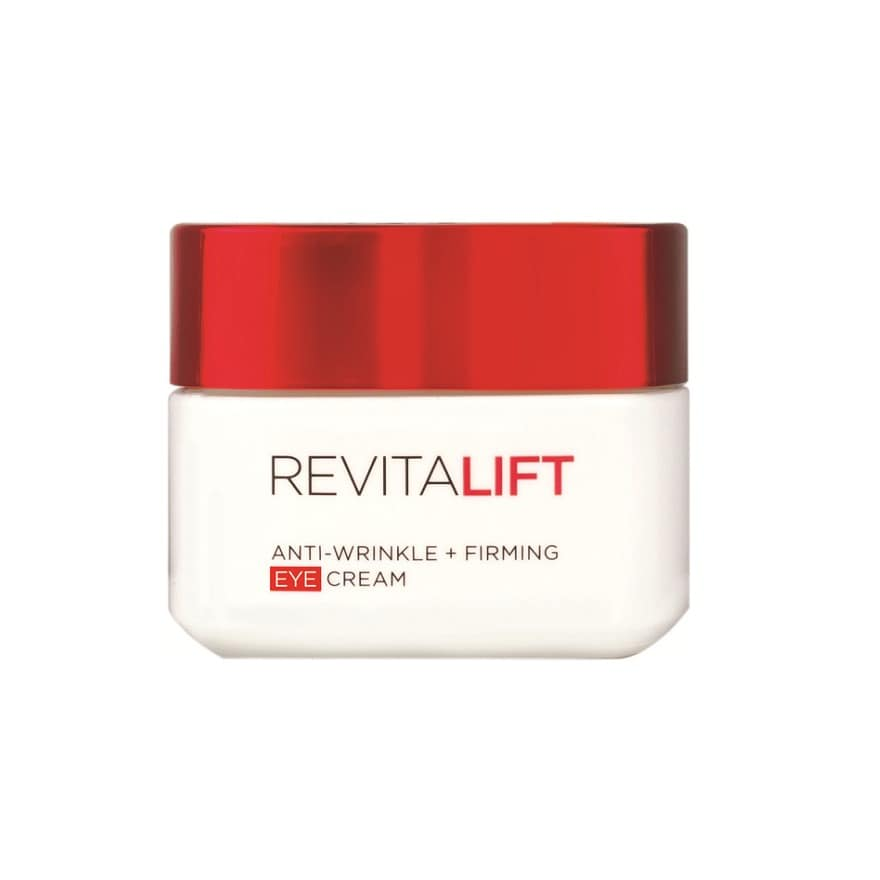 REVITALIFT
ANTI-WRINKLE + FIRMING
EYE CREAM